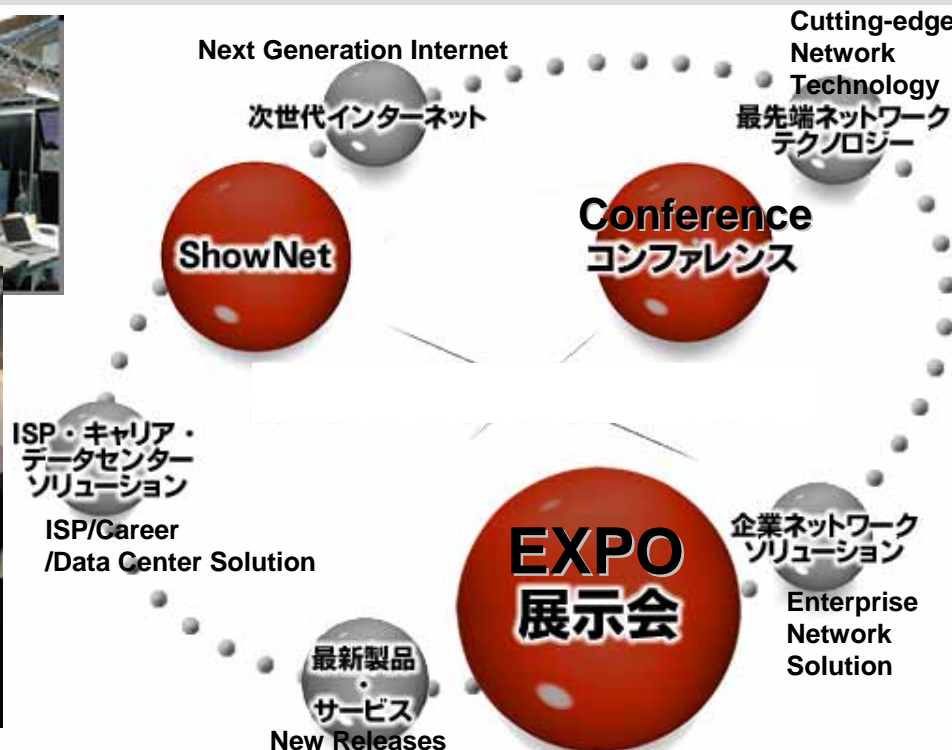 Next Generation Internet
次世代インターネット
Cutting-edge
Network
Technology
最先端ネットワーク
テクノロジー
ShowNet
Conference
コンファレンス
ISP・キャリア・
データセンター
ソリューション
ISP/Career
/Data Center Solution
EXPO
展示会
企業ネットワーク
ソリューション
Enterprise
Network
Solution
最新製品
・
サービス
New Releases